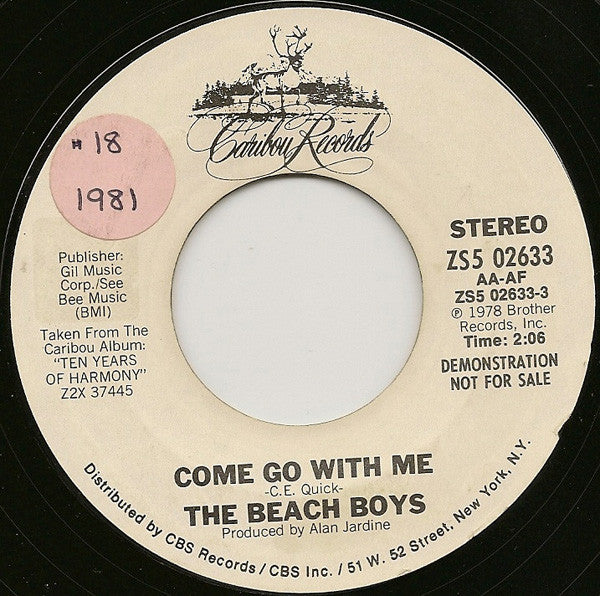 Caribou Records
# 18
1981
Publisher:
Gil Music
Corp./See
Bee Music
(BMI)
Taken From The
Caribou Album:
"TEN YEARS
OF HARMONY"
Z2X 37445
STEREO
ZS5 02633
AA-AF
ZS5 02633-3
℗ 1978 Brother
Records, Inc.
Time: 2:06
DEMONSTRATION
NOT FOR SALE
COME GO WITH ME
-C.E. Quick-
THE BEACH BOYS
Produced by Alan Jardine
Distributed by CBS Records / CBS Inc. / 51 W. 52 Street, New York, N.Y.